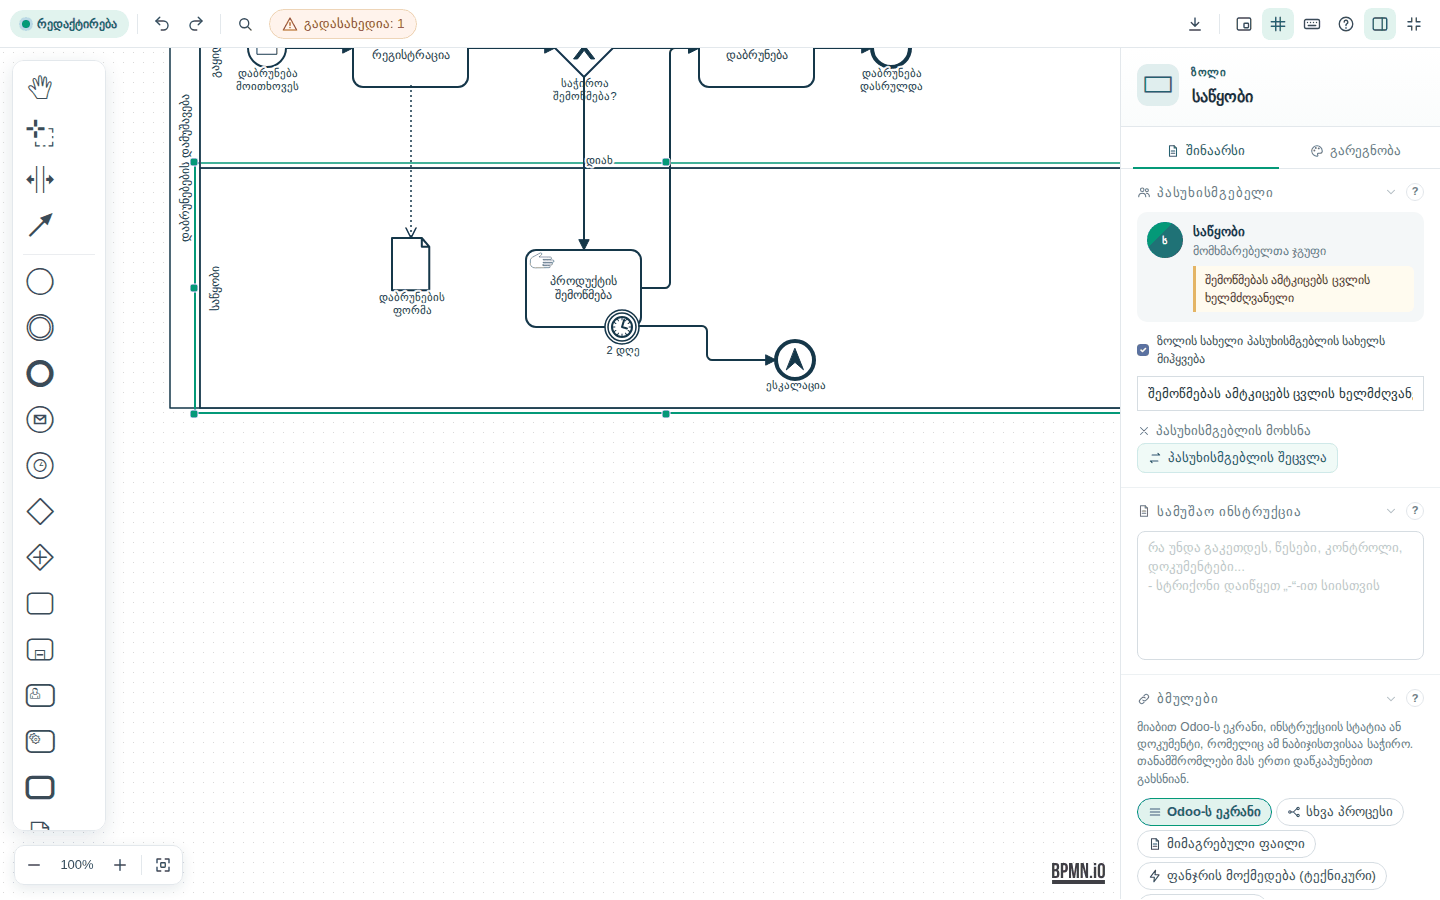 რედაქტირება
გადასახედია: 1
რეგისტრაცია
დაბრუნება
დაბრუნება
მოითხოვეს
საჭიროა
შემოწმება?
დაბრუნება
დასრულდა
დაბრუნებების დამუშავება
დიახ
საწყობი
დაბრუნების
ფორმა
პროდუქტის
შემოწმება
2 დღე
ესკალაცია
100%
BPMN.iO
ზოლი
საწყობი
შინაარსი
გარეგნობა
პასუხისმგებელი
?
ს
საწყობი
მომხმარებელთა ჯგუფი
შემოწმებას ამტკიცებს ცვლის
ხელმძღვანელი
ზოლის სახელი პასუხისმგებლის სახელს
მიჰყვება
შემოწმებას ამტკიცებს ცვლის ხელმძღვან
პასუხისმგებლის მოხსნა
პასუხისმგებლის შეცვლა
სამუშაო ინსტრუქცია
?
რა უნდა გაკეთდეს, წესები, კონტროლი,
დოკუმენტები...
- სტრიქონი დაიწყეთ „-“-ით სიისთვის
ბმულები
?
მიაბით Odoo-ს ეკრანი, ინსტრუქციის სტატია ან
დოკუმენტი, რომელიც ამ ნაბიჯისთვისაა საჭირო.
თანამშრომლები მას ერთი დაწკაპუნებით
გახსნიან.
Odoo-ს ეკრანი
სხვა პროცესი
მიმაგრებული ფაილი
ფანჯრის მოქმედება (ტექნიკური)